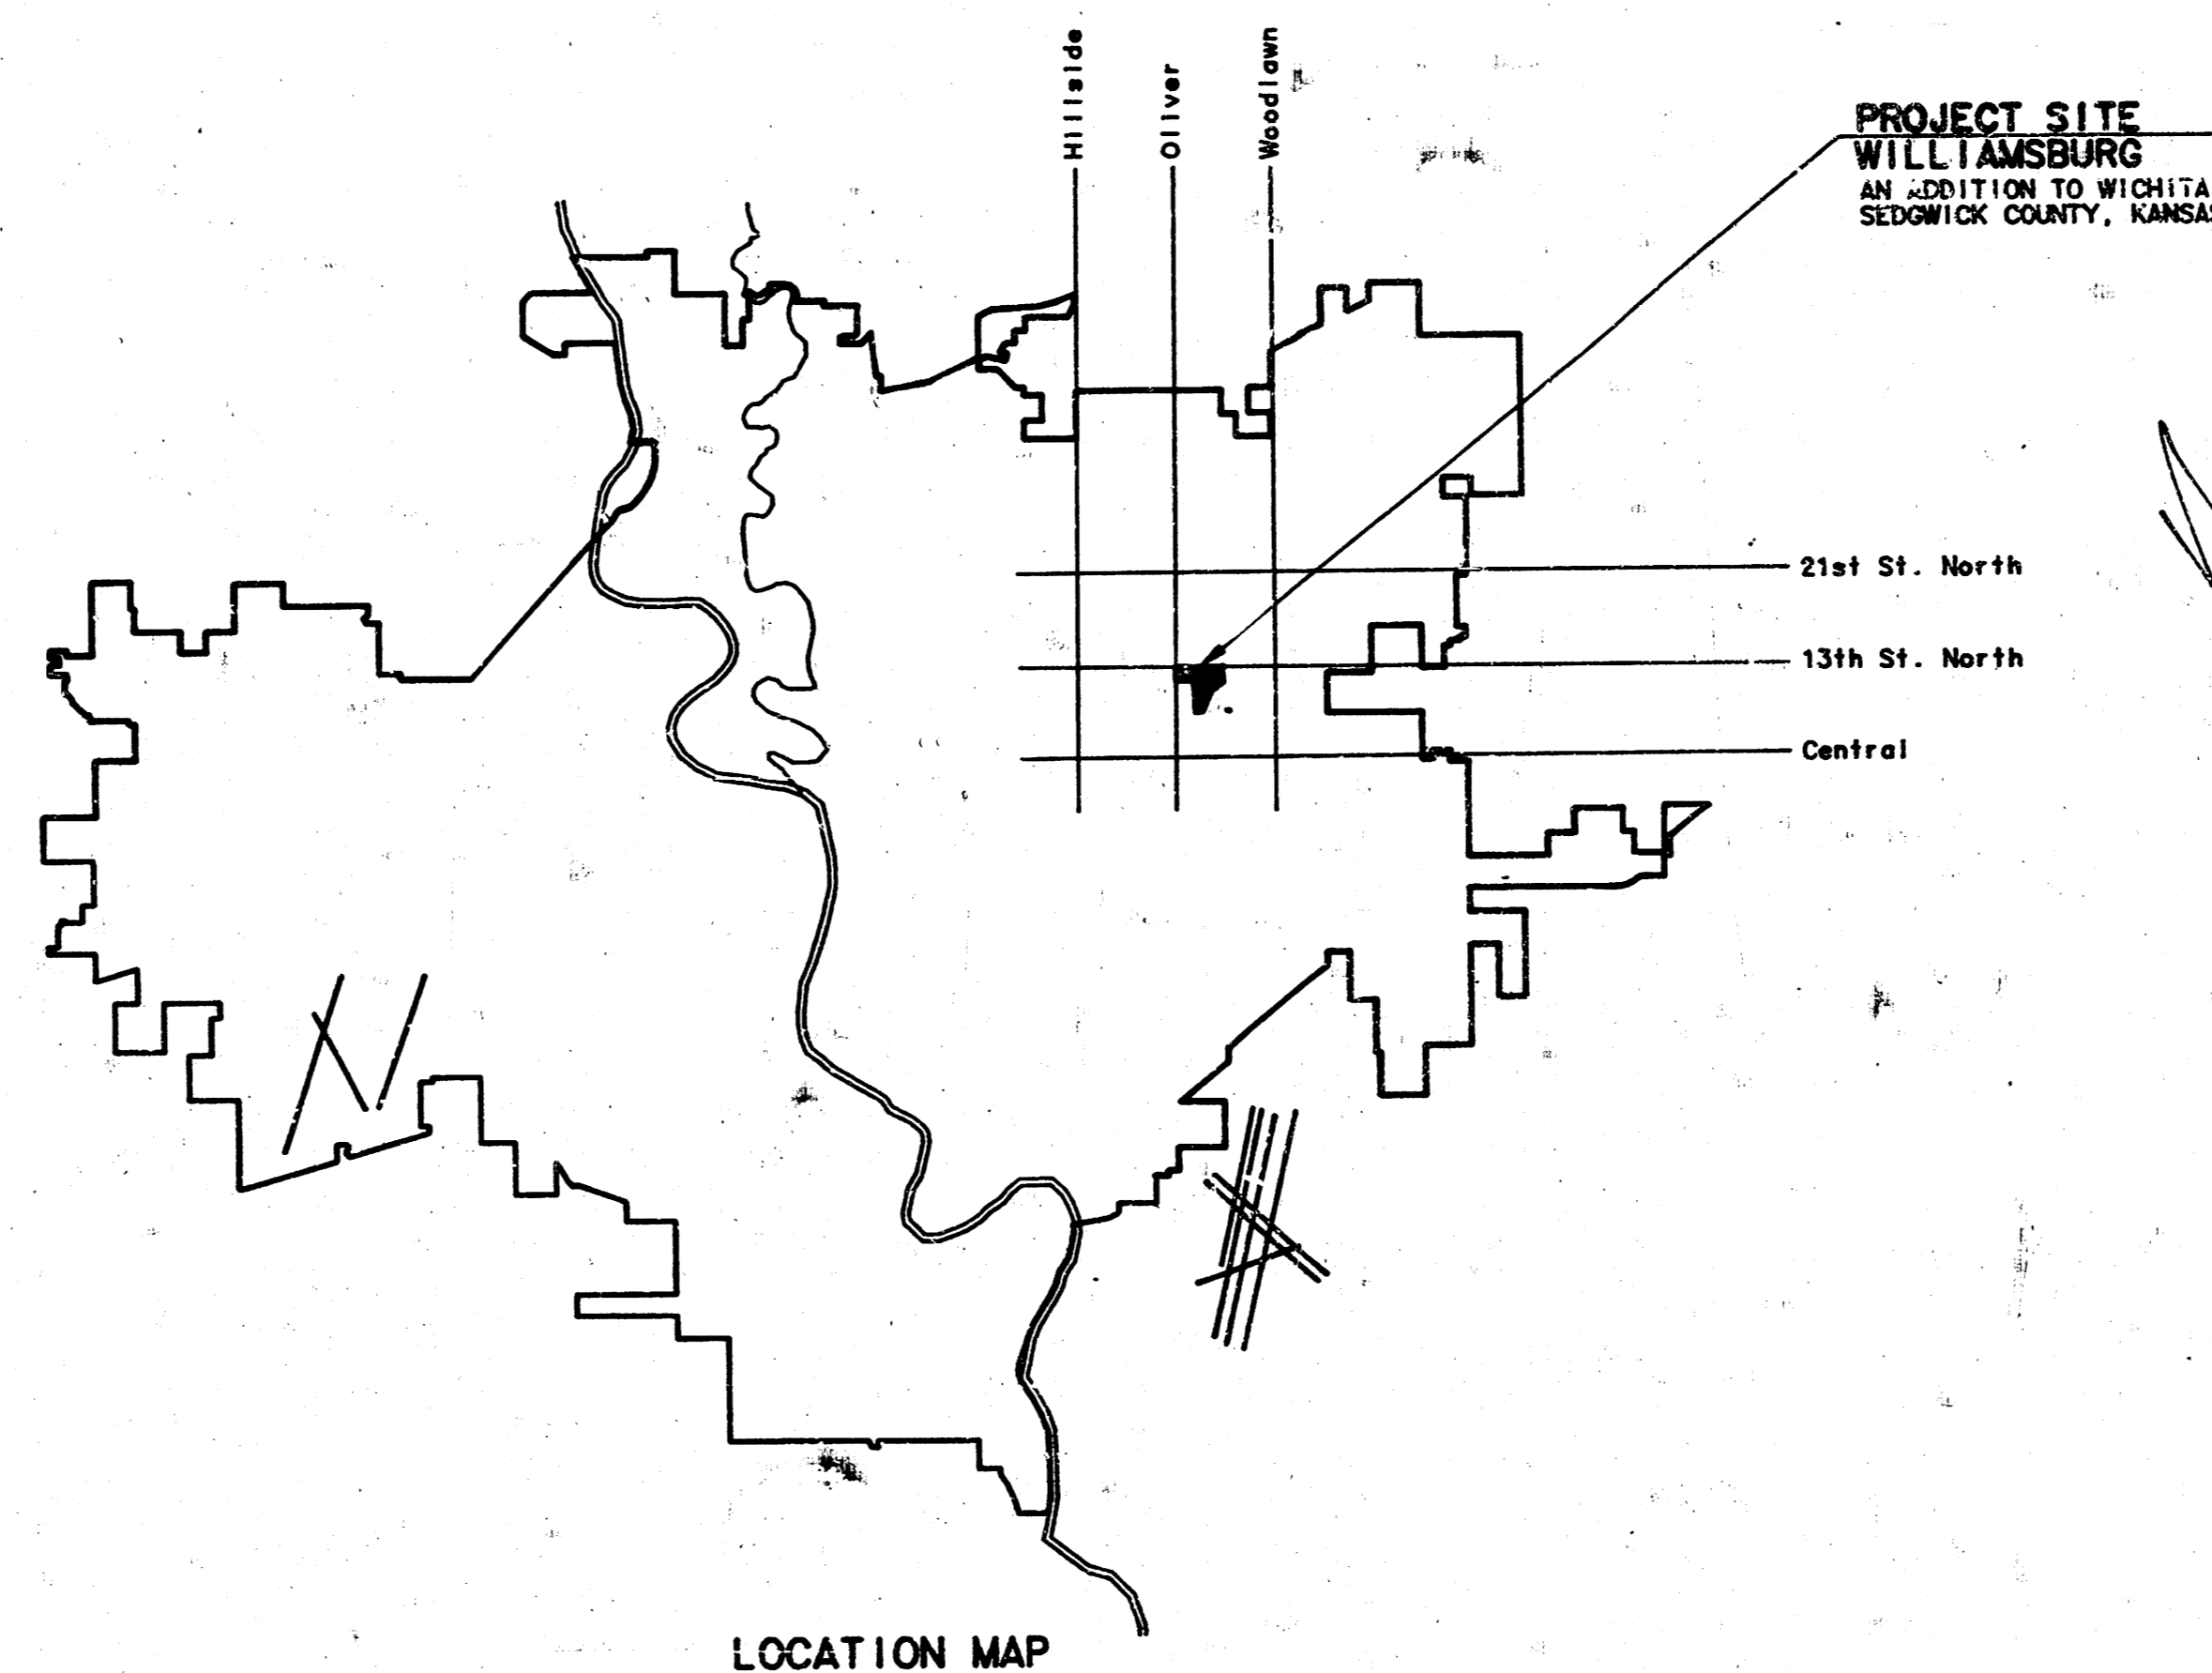 Hillside
Oliver
Woodlawn
PROJECT SITE
WILLIAMSBURG
AN ADDITION TO WICHITA
SEDGWICK COUNTY, KANSAS
21st St. North
13th St. North
Central
LOCATION MAP